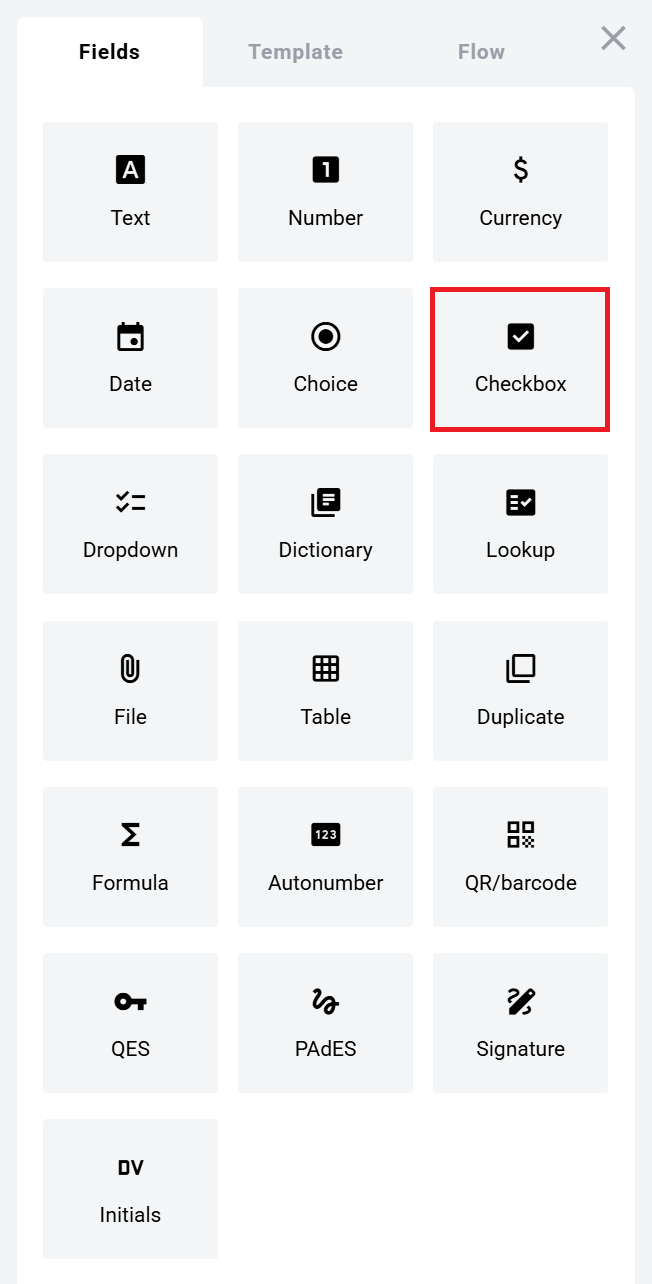 Fields Template Flow
A 1 $
Text Number Currency
Date Choice Checkbox
Dropdown Dictionary Lookup
File Table Duplicate
Σ 123
Formula Autonumber QR/barcode
QES PAdES Signature
DV
Initials